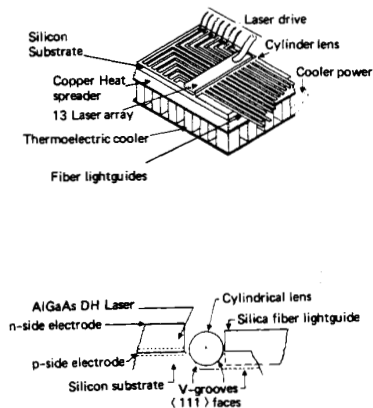 Laser drive
Silicon
Substrate
Cylinder lens
Cooler power
Copper Heat
spreader
13 Laser array
Thermoelectric cooler
Fiber lightguides
AlGaAs DH Laser
Cylindrical lens
n-side electrode
Silica fiber lightguide
p-side electrode
Silicon substrate
V-grooves
⟨111⟩ faces